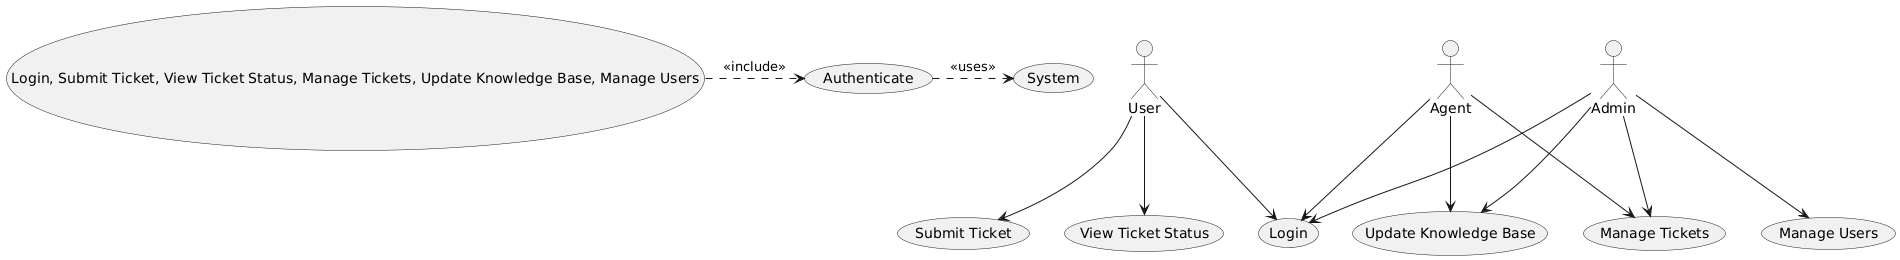 Login, Submit Ticket, View Ticket Status, Manage Tickets, Update Knowledge Base, Manage Users
«include»
Authenticate
«uses»
System
User
Agent
Admin
Submit Ticket
View Ticket Status
Login
Update Knowledge Base
Manage Tickets
Manage Users